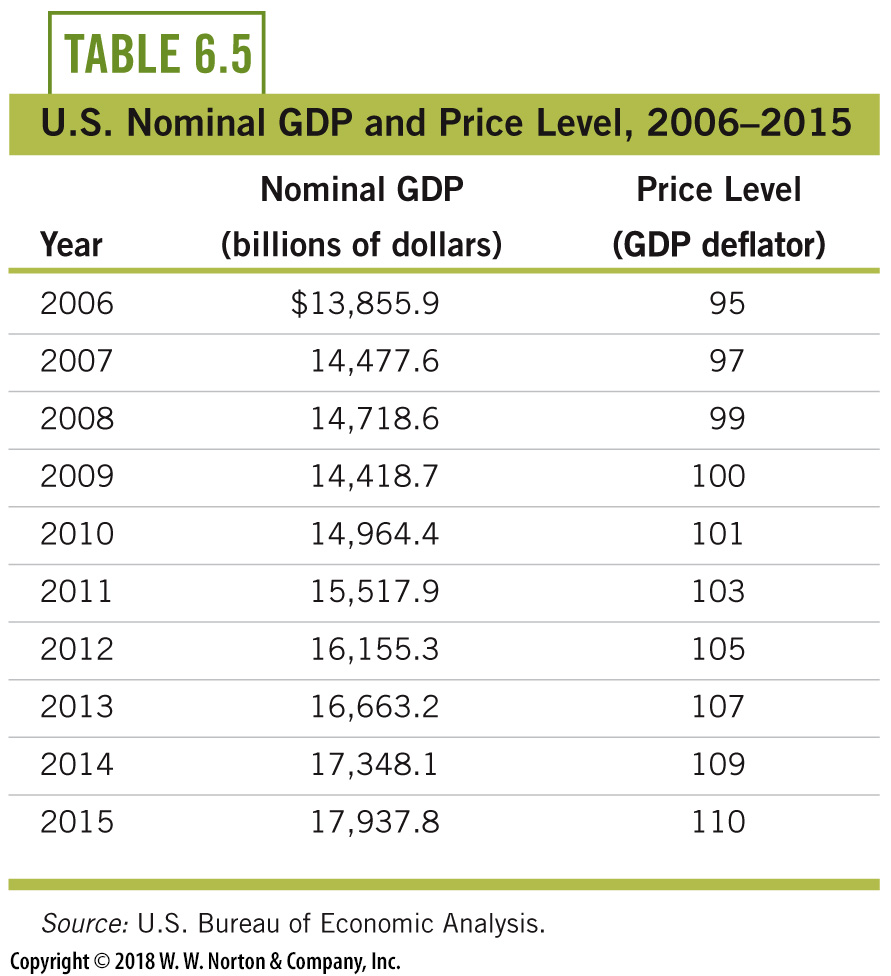 TABLE 6.5
U.S. Nominal GDP and Price Level, 2006–2015
Nominal GDP Price Level
Year (billions of dollars) (GDP deflator)
2006 $13,855.9 95
2007 14,477.6 97
2008 14,718.6 99
2009 14,418.7 100
2010 14,964.4 101
2011 15,517.9 103
2012 16,155.3 105
2013 16,663.2 107
2014 17,348.1 109
2015 17,937.8 110
Source: U.S. Bureau of Economic Analysis.
Copyright © 2018 W. W. Norton & Company, Inc.